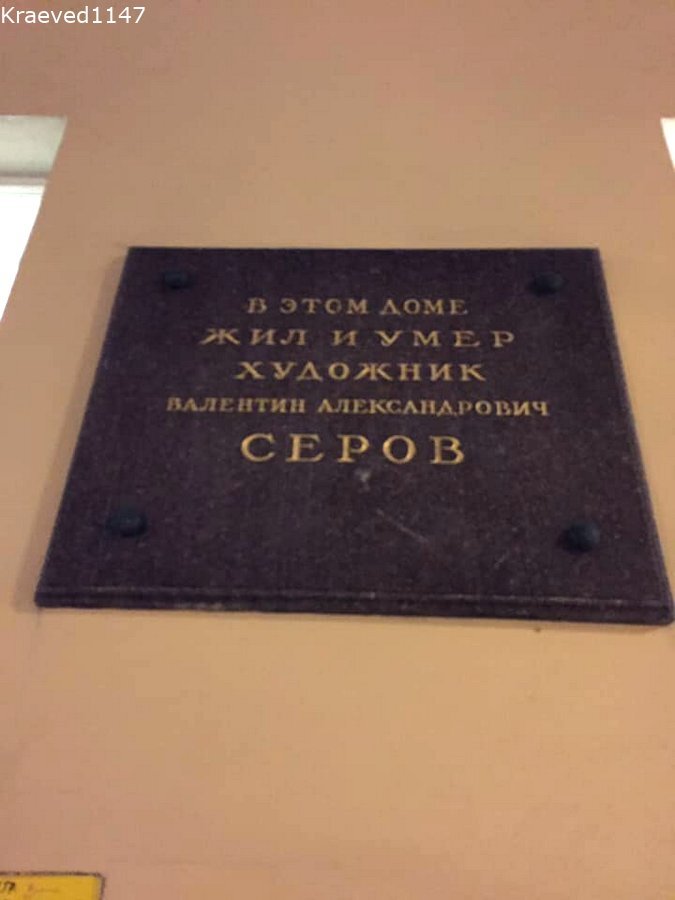 Kraeved1147
В ЭТОМ ДОМЕ
ЖИЛ И УМЕР
ХУДОЖНИК
ВАЛЕНТИН АЛЕКСАНДРОВИЧ
СЕРОВ